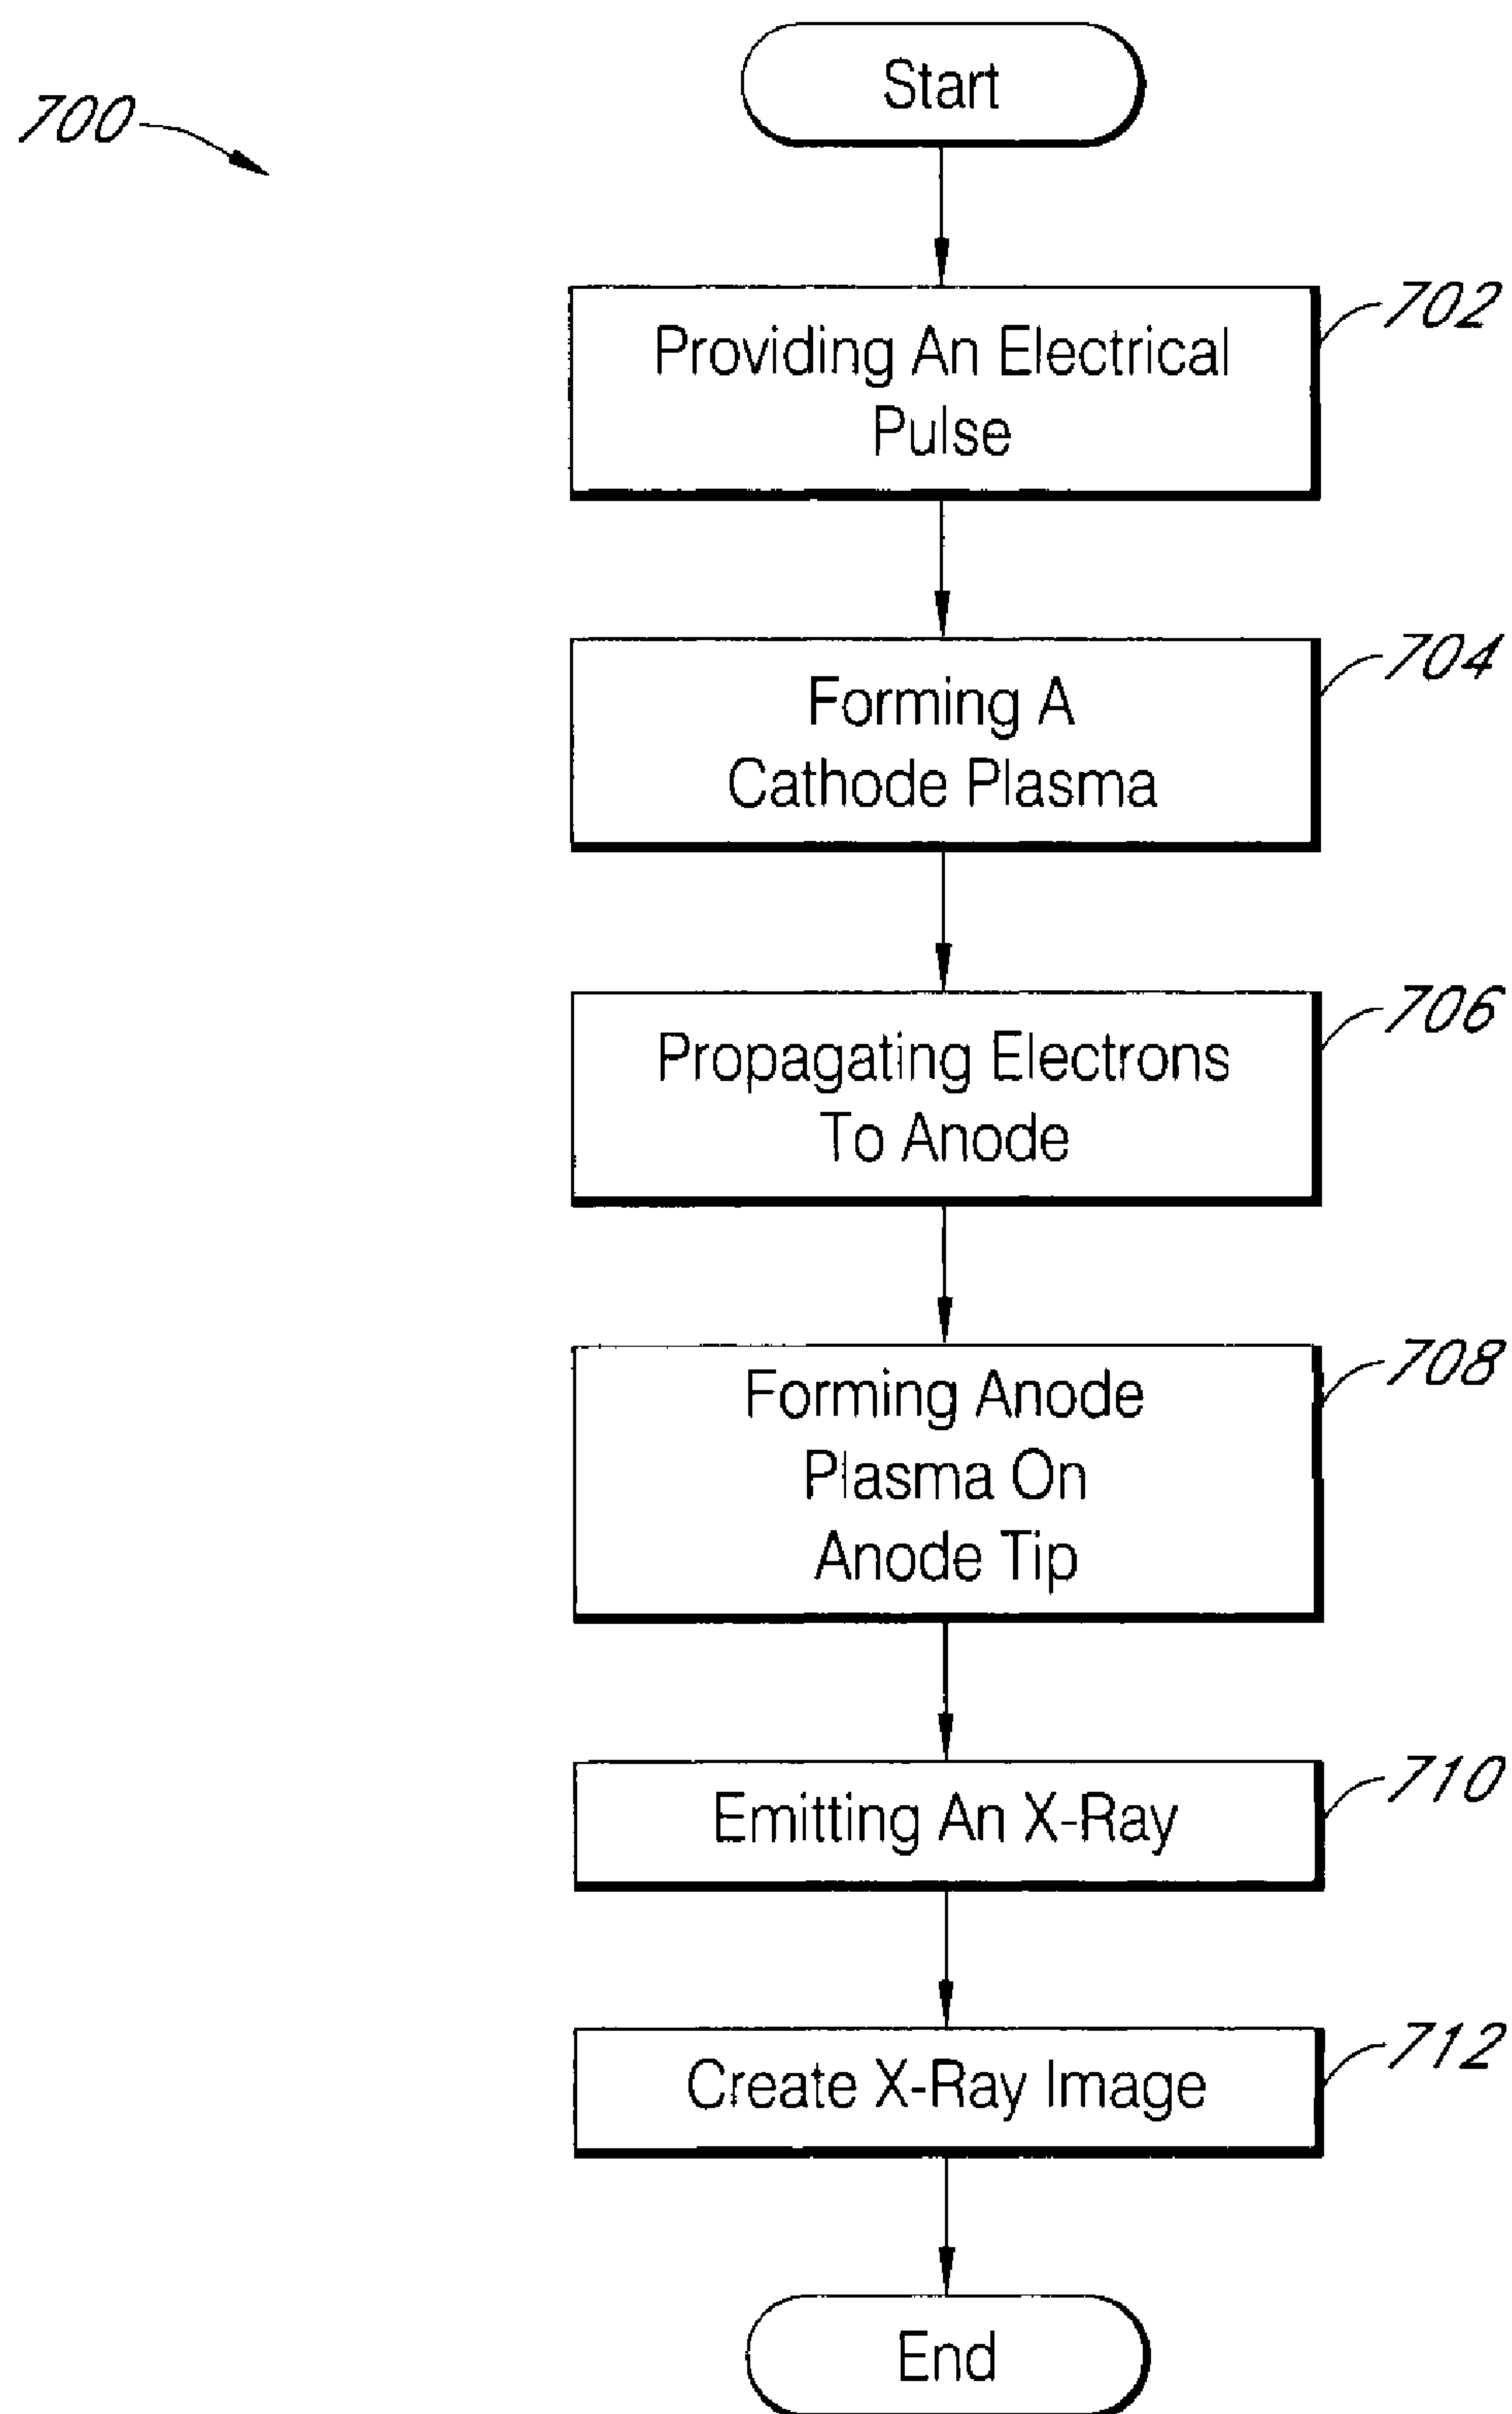 Start
700
Providing An Electrical
Pulse
702
Forming A
Cathode Plasma
704
Propagating Electrons
To Anode
706
Forming Anode
Plasma On
Anode Tip
708
Emitting An X-Ray
710
Create X-Ray Image
712
End